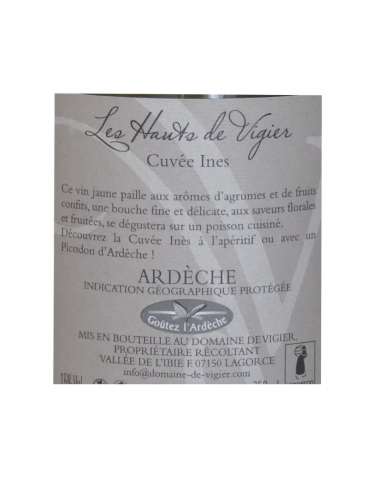 Les Hauts de Vigier
Cuvée Ines
Ce vin jaune paille aux arômes d'agrumes et de fruits
confits, une bouche fine et délicate, aux saveurs florales
et fruitées, se dégustera sur un poisson cuisiné.
Découvrez la Cuvée Inès à l'apéritif ou avec un
Picodon d'Ardèche !
ARDÈCHE
INDICATION GÉOGRAPHIQUE PROTÉGÉE
Goûtez l'Ardèche
MIS EN BOUTEILLE AU DOMAINE DE VIGIER,
PROPRIÉTAIRE RÉCOLTANT
VALLÉE DE L'IBIE F 07150 LAGORCE
info@domaine-de-vigier.com